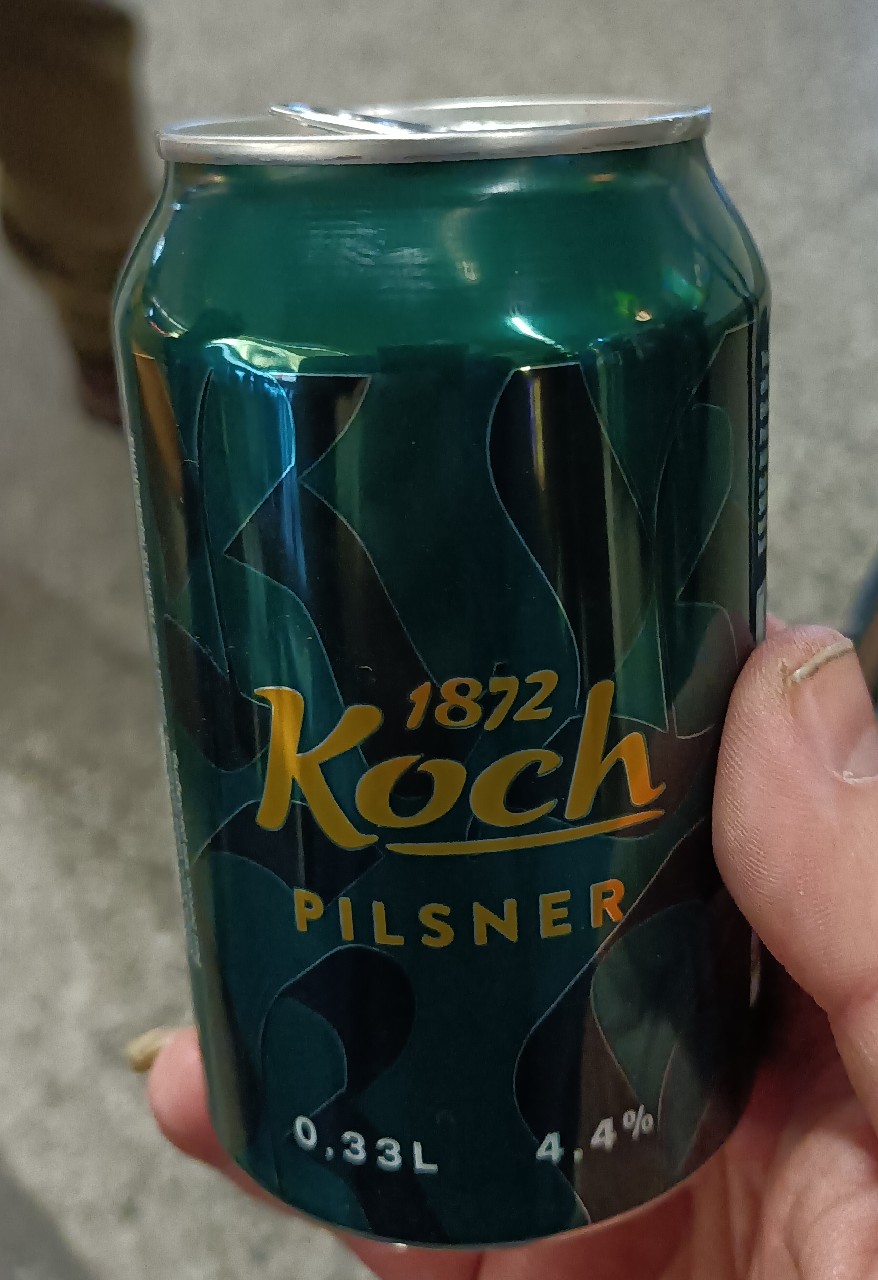 1872
Koch
PILSNER
0,33L 4,4%